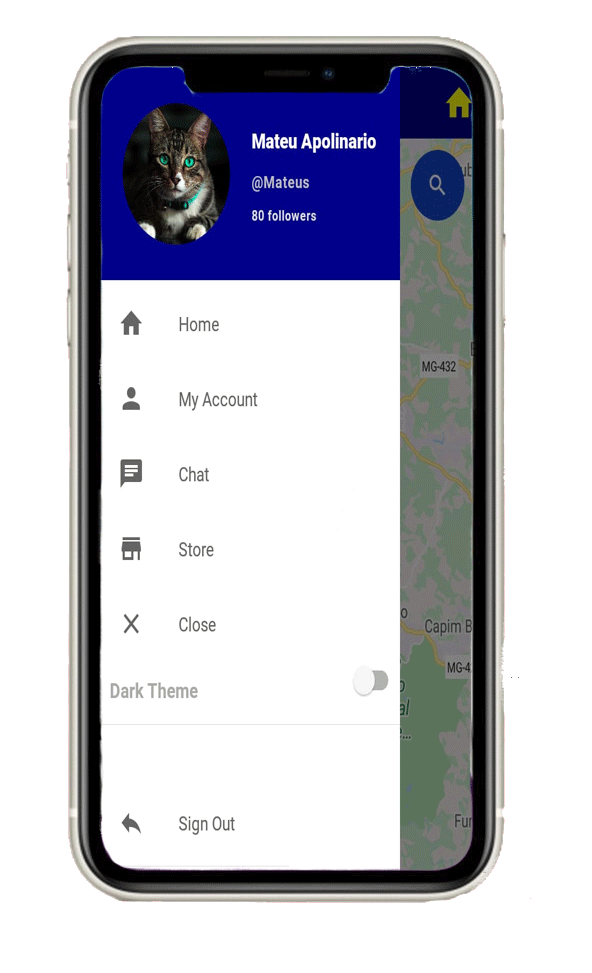 Mateu Apolinario
@Mateus
80 followers
Home
My Account
Chat
Store
Close
Dark Theme
Sign Out
MG-432
Capim B
MG-4